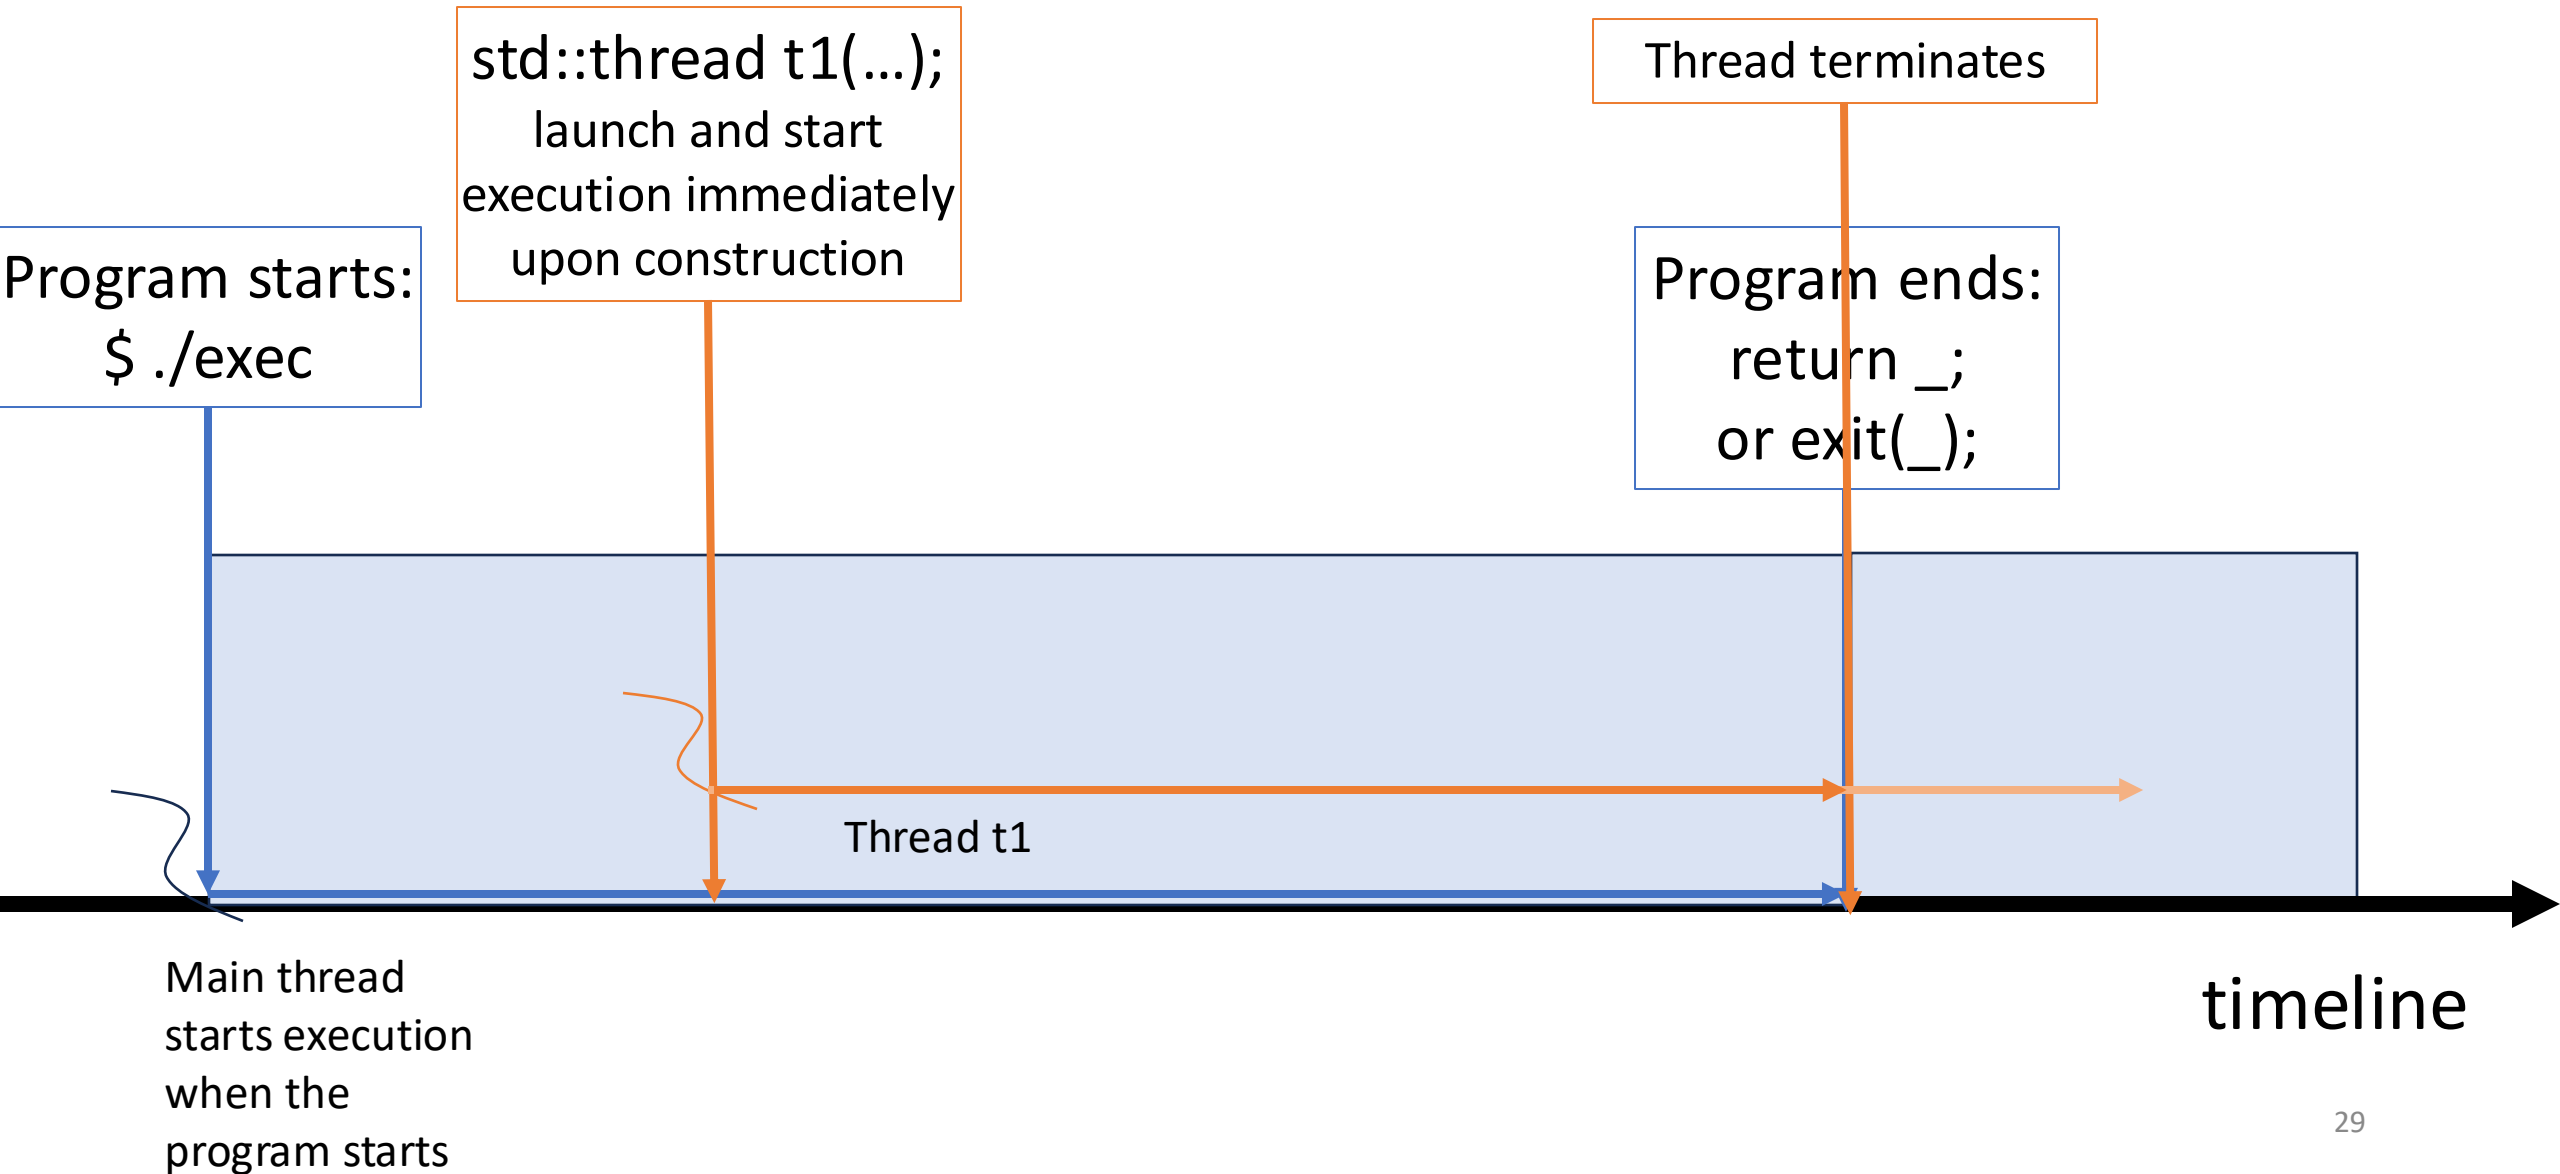 std::thread t1(...);
launch and start
execution immediately
upon construction
Thread terminates
Program starts:
$ ./exec
Program ends:
return _;
or exit(_);
Thread t1
Main thread
starts execution
when the
program starts
timeline
29